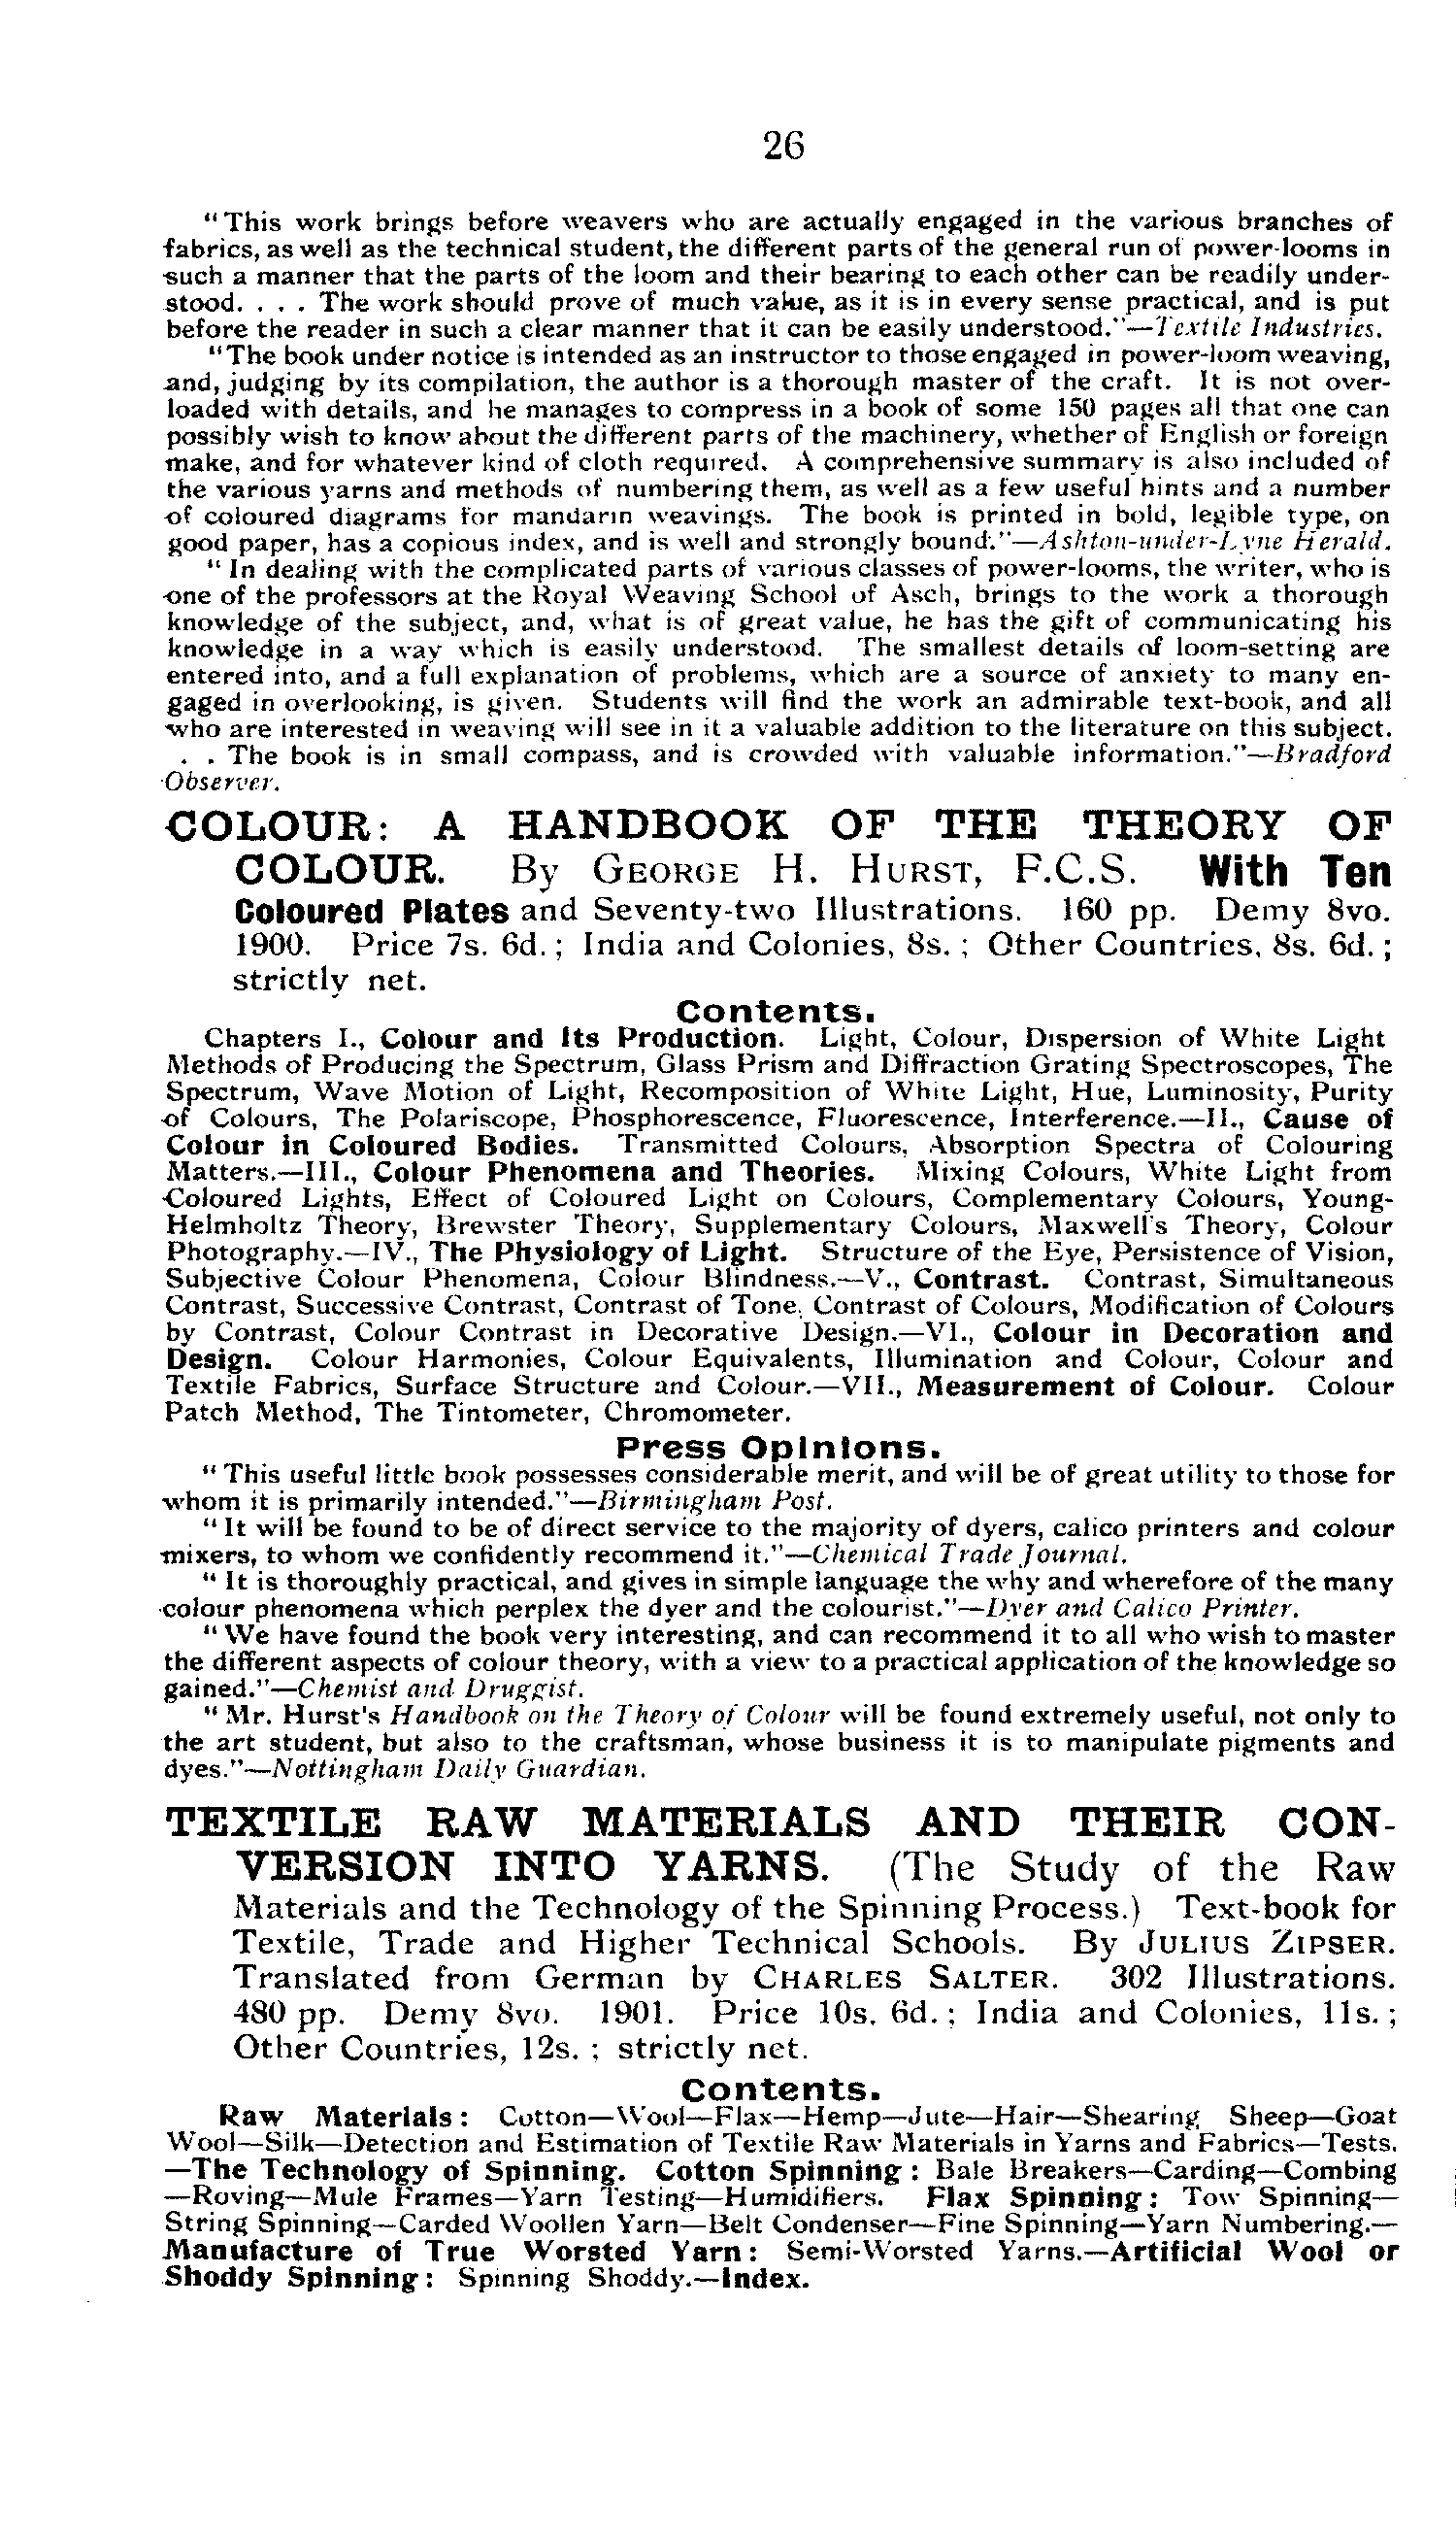 26
"This work brings before weavers who are actually engaged in the various branches of
fabrics, as well as the technical student, the different parts of the general run of power-looms in
such a manner that the parts of the loom and their bearing to each other can be readily under-
stood. . . . The work should prove of much value, as it is in every sense practical, and is put
before the reader in such a clear manner that it can be easily understood."—Textile Industries.
"The book under notice is intended as an instructor to those engaged in power-loom weaving,
and, judging by its compilation, the author is a thorough master of the craft. It is not over-
loaded with details, and he manages to compress in a book of some 150 pages all that one can
possibly wish to know about the different parts of the machinery, whether of English or foreign
make, and for whatever kind of cloth required. A comprehensive summary is also included of
the various yarns and methods of numbering them, as well as a few useful hints and a number
of coloured diagrams for mandarin weavings. The book is printed in bold, legible type, on
good paper, has a copious index, and is well and strongly bound."—Ashton-under-Lyne Herald.
"In dealing with the complicated parts of various classes of power-looms, the writer, who is
one of the professors at the Royal Weaving School of Asch, brings to the work a thorough
knowledge of the subject, and, what is of great value, he has the gift of communicating his
knowledge in a way which is easily understood. The smallest details of loom-setting are
entered into, and a full explanation of problems, which are a source of anxiety to many en-
gaged in overlooking, is given. Students will find the work an admirable text-book, and all
who are interested in weaving will see in it a valuable addition to the literature on this subject.
. . The book is in small compass, and is crowded with valuable information."—Bradford
Observer.
COLOUR: A HANDBOOK OF THE THEORY OF
COLOUR. By GEORGE H. HURST, F.C.S. With Ten
Coloured Plates and Seventy-two Illustrations. 160 pp. Demy 8vo.
1900. Price 7s. 6d.; India and Colonies, 8s.; Other Countries, 8s. 6d.;
strictly net.
Contents.
Chapters I., Colour and Its Production. Light, Colour, Dispersion of White Light
Methods of Producing the Spectrum, Glass Prism and Diffraction Grating Spectroscopes, The
Spectrum, Wave Motion of Light, Recomposition of White Light, Hue, Luminosity, Purity
of Colours, The Polariscope, Phosphorescence, Fluorescence, Interference.—II., Cause of
Colour in Coloured Bodies. Transmitted Colours, Absorption Spectra of Colouring
Matters.—III., Colour Phenomena and Theories. Mixing Colours, White Light from
Coloured Lights, Effect of Coloured Light on Colours, Complementary Colours, Young-
Helmholtz Theory, Brewster Theory, Supplementary Colours, Maxwell's Theory, Colour
Photography.—IV., The Physiology of Light. Structure of the Eye, Persistence of Vision,
Subjective Colour Phenomena, Colour Blindness.—V., Contrast. Contrast, Simultaneous
Contrast, Successive Contrast, Contrast of Tone, Contrast of Colours, Modification of Colours
by Contrast, Colour Contrast in Decorative Design.—VI., Colour in Decoration and
Design. Colour Harmonies, Colour Equivalents, Illumination and Colour, Colour and
Textile Fabrics, Surface Structure and Colour.—VII., Measurement of Colour. Colour
Patch Method, The Tintometer, Chromometer.
Press Opinions.
"This useful little book possesses considerable merit, and will be of great utility to those for
whom it is primarily intended."—Birmingham Post.
"It will be found to be of direct service to the majority of dyers, calico printers and colour
mixers, to whom we confidently recommend it."—Chemical Trade Journal.
"It is thoroughly practical, and gives in simple language the why and wherefore of the many
colour phenomena which perplex the dyer and the colourist."—Dyer and Calico Printer.
"We have found the book very interesting, and can recommend it to all who wish to master
the different aspects of colour theory, with a view to a practical application of the knowledge so
gained."—Chemist and Druggist.
"Mr. Hurst's Handbook on the Theory of Colour will be found extremely useful, not only to
the art student, but also to the craftsman, whose business it is to manipulate pigments and
dyes."—Nottingham Daily Guardian.
TEXTILE RAW MATERIALS AND THEIR CON-
VERSION INTO YARNS. (The Study of the Raw
Materials and the Technology of the Spinning Process.) Text-book for
Textile, Trade and Higher Technical Schools. By JULIUS ZIPSER.
Translated from German by CHARLES SALTER. 302 Illustrations.
480 pp. Demy 8vo. 1901. Price 10s. 6d.; India and Colonies, 11s.;
Other Countries, 12s.; strictly net.
Contents.
Raw Materials: Cotton—Wool—Flax—Hemp—Jute—Hair—Shearing Sheep—Goat
Wool—Silk—Detection and Estimation of Textile Raw Materials in Yarns and Fabrics—Tests.
—The Technology of Spinning. Cotton Spinning: Bale Breakers—Carding—Combing
—Roving—Mule Frames—Yarn Testing—Humidifiers. Flax Spinning: Tow Spinning—
String Spinning—Carded Woollen Yarn—Belt Condenser—Fine Spinning—Yarn Numbering.—
Manufacture of True Worsted Yarn: Semi-Worsted Yarns.—Artificial Wool or
Shoddy Spinning: Spinning Shoddy.—Index.